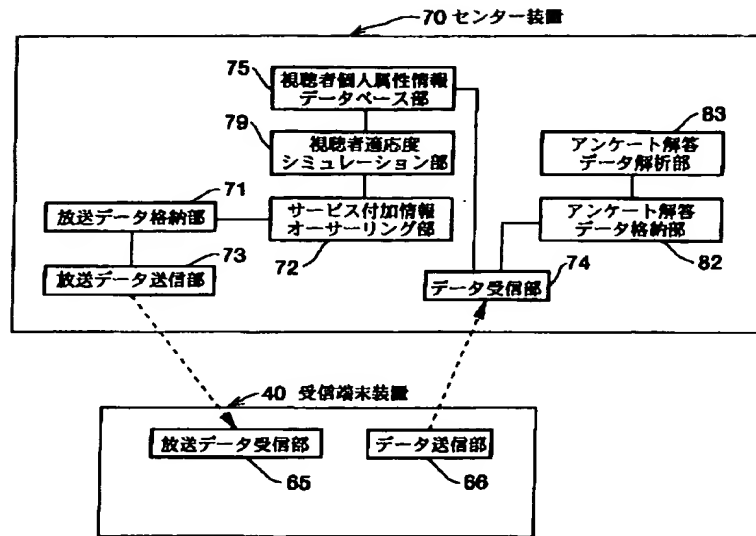 70 センター装置
75
視聴者個人属性情報
データベース部
79
視聴者適応度
シミュレーション部
83
アンケート解答
データ解析部
71
放送データ格納部
サービス付加情報
オーサリング部
72
アンケート解答
データ格納部
82
73
放送データ送信部
74
データ受信部
40 受信端末装置
放送データ受信部
65
データ送信部
66